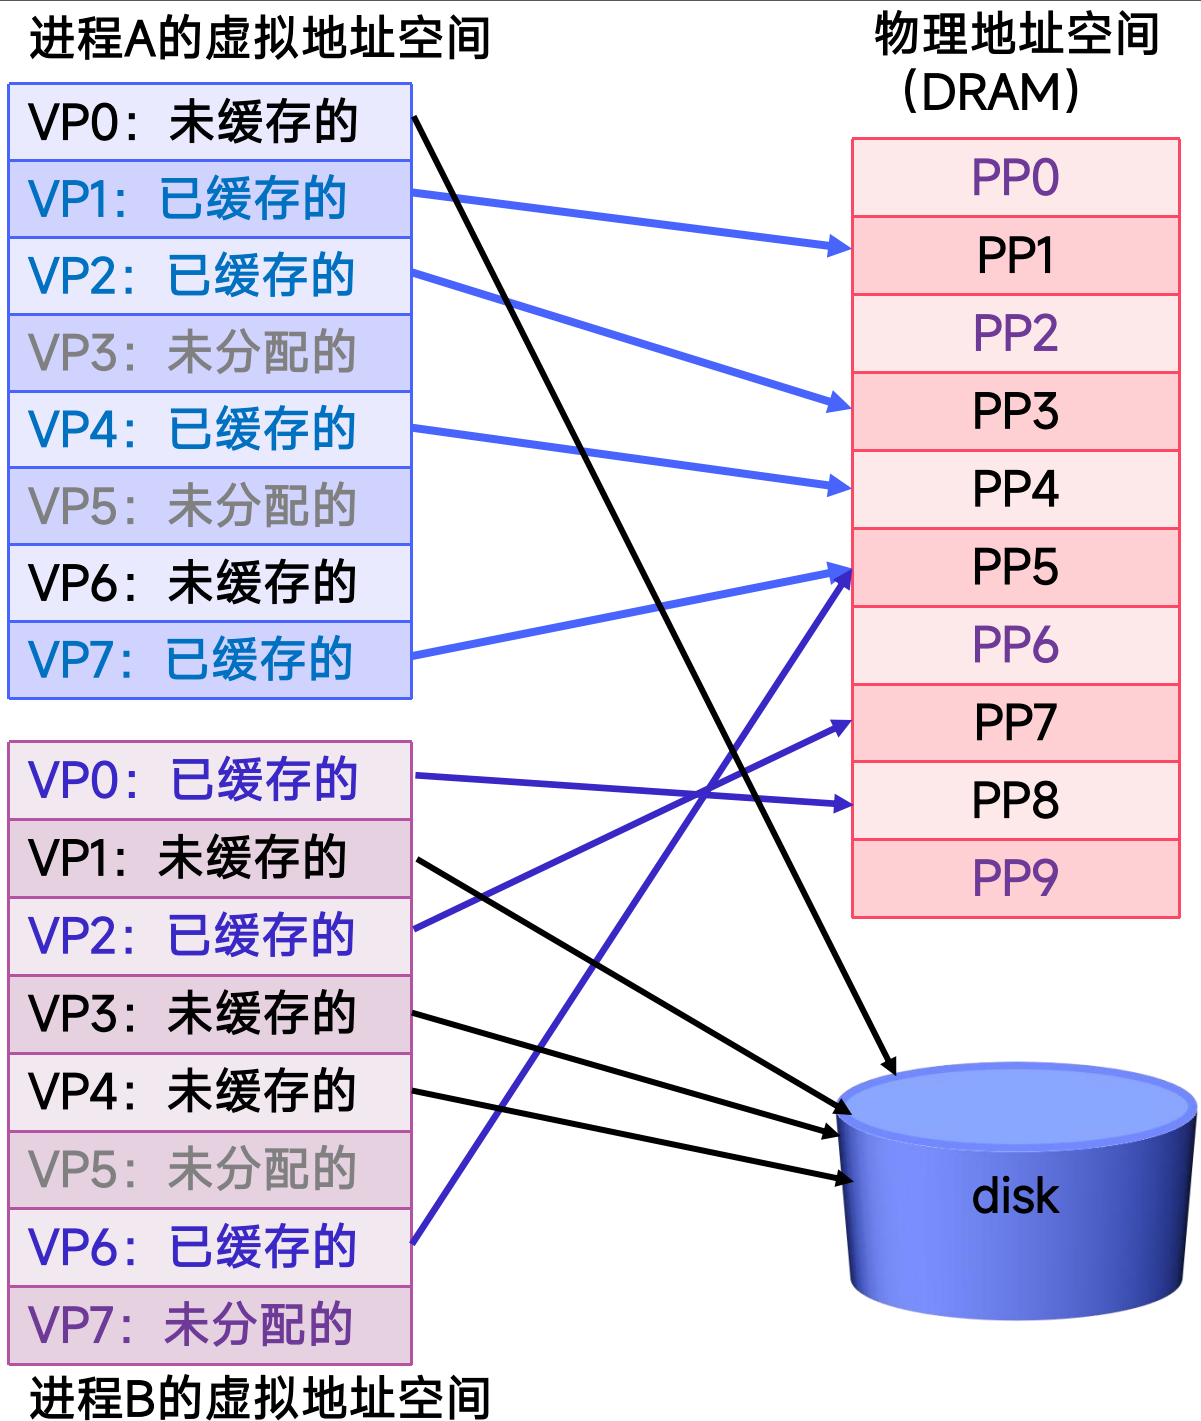 进程A的虚拟地址空间
VP0：未缓存的
VP1：已缓存的
VP2：已缓存的
VP3：未分配的
VP4：已缓存的
VP5：未分配的
VP6：未缓存的
VP7：已缓存的
VP0：已缓存的
VP1：未缓存的
VP2：已缓存的
VP3：未缓存的
VP4：未缓存的
VP5：未分配的
VP6：已缓存的
VP7：未分配的
进程B的虚拟地址空间
物理地址空间
（DRAM）
PP0
PP1
PP2
PP3
PP4
PP5
PP6
PP7
PP8
PP9
disk